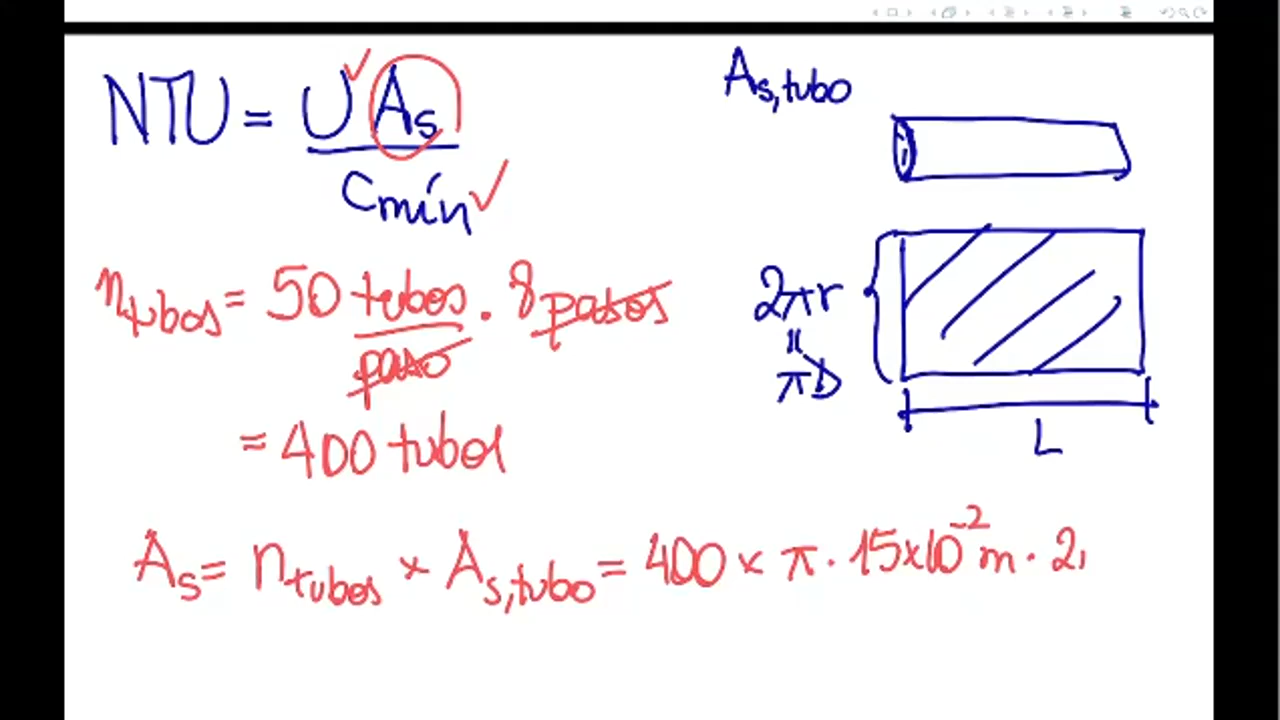 NTU = U As
Cmín
ntubos = 50 tubos . 8 pasos
paso
= 400 tubos
As = ntubos × As,tubo = 400 × π . 15×10⁻² m . 2,
As,tubo
2πr
"
πD
L